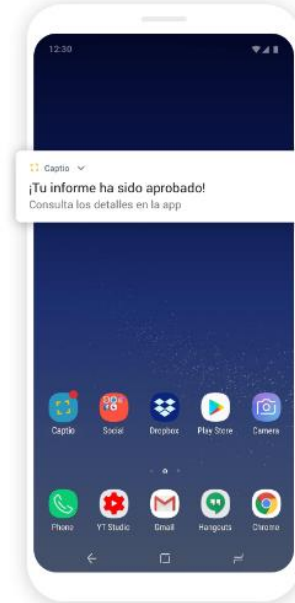 12:30
Captio
¡Tu informe ha sido aprobado!
Consulta los detalles en la app
Captio Social Dropbox Play Store Camera
Phone YT Studio Gmail Hangouts Chrome